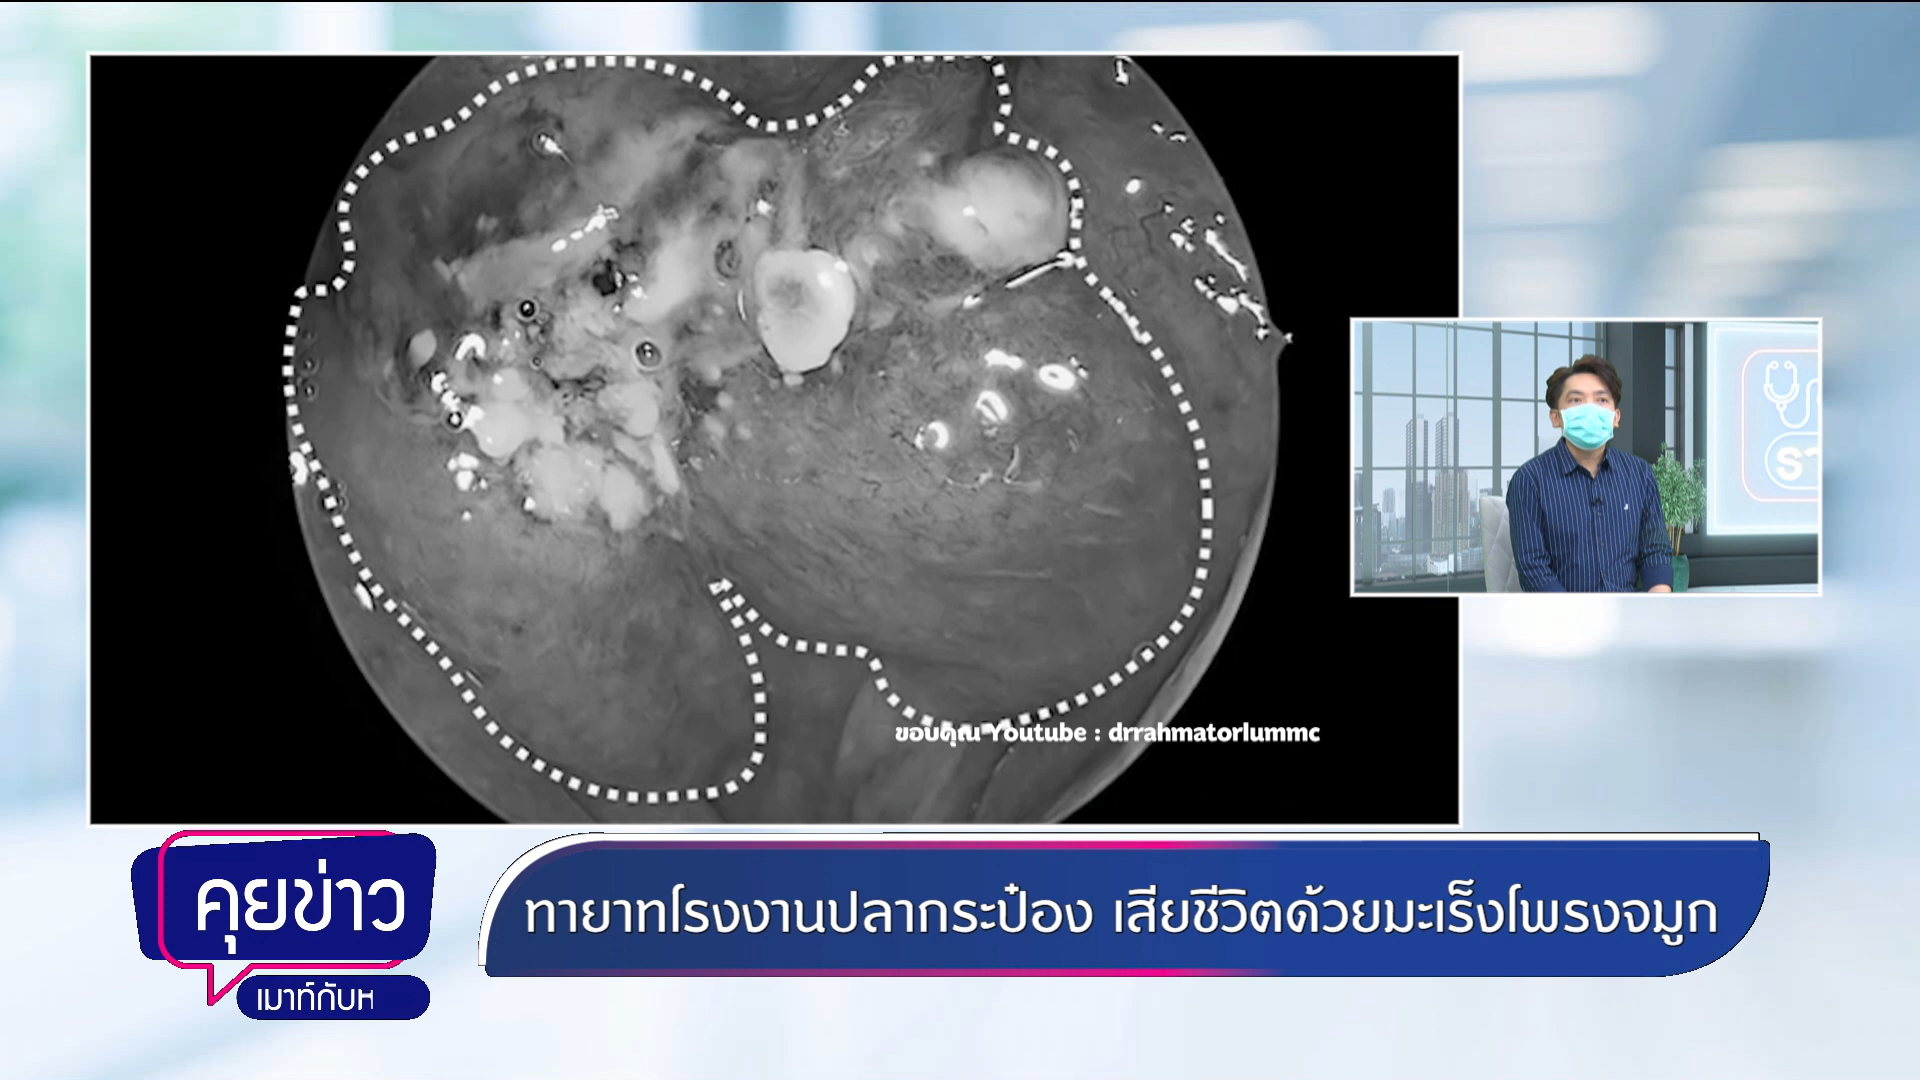 ขอบคุณ Youtube : drrahmatorlummc
รา
คุยข่าว
เมาท์กับห
ทายาทโรงงานปลากระป๋อง เสียชีวิตด้วยมะเร็งโพรงจมูก